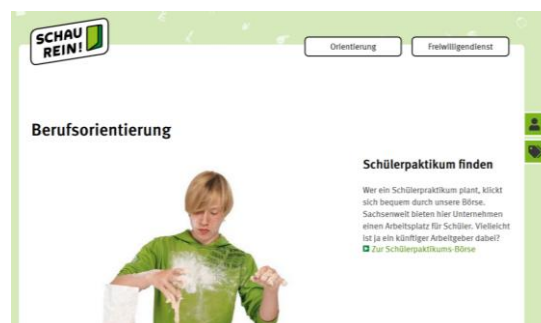 SCHAU
REIN!
Orientierung
Freiwilligendienst
Berufsorientierung
Schülerpaktikum finden
Wer ein Schülerpraktikum plant, klickt
sich bequem durch unsere Börse.
Sachsenweit bieten hier Unternehmen
einen Arbeitsplatz für Schüler. Vielleicht
ist ja ein künftiger Arbeitgeber dabei?
Zur Schülerpraktikums-Börse